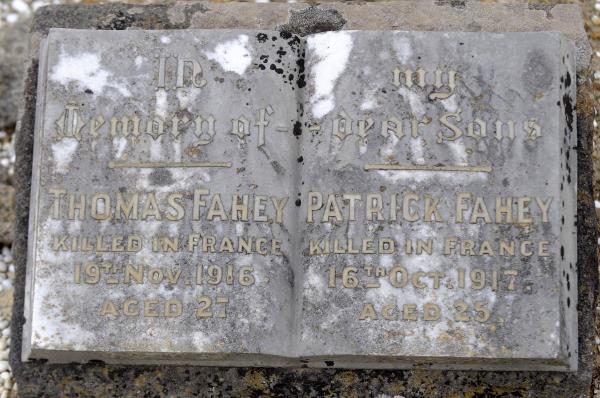 In
Memory of -
THOMAS FAHEY
KILLED IN FRANCE
19TH NOV. 1916
AGED 27
my
- dear Sons
PATRICK FAHEY
KILLED IN FRANCE
16TH OCT. 1917.
AGED 25.